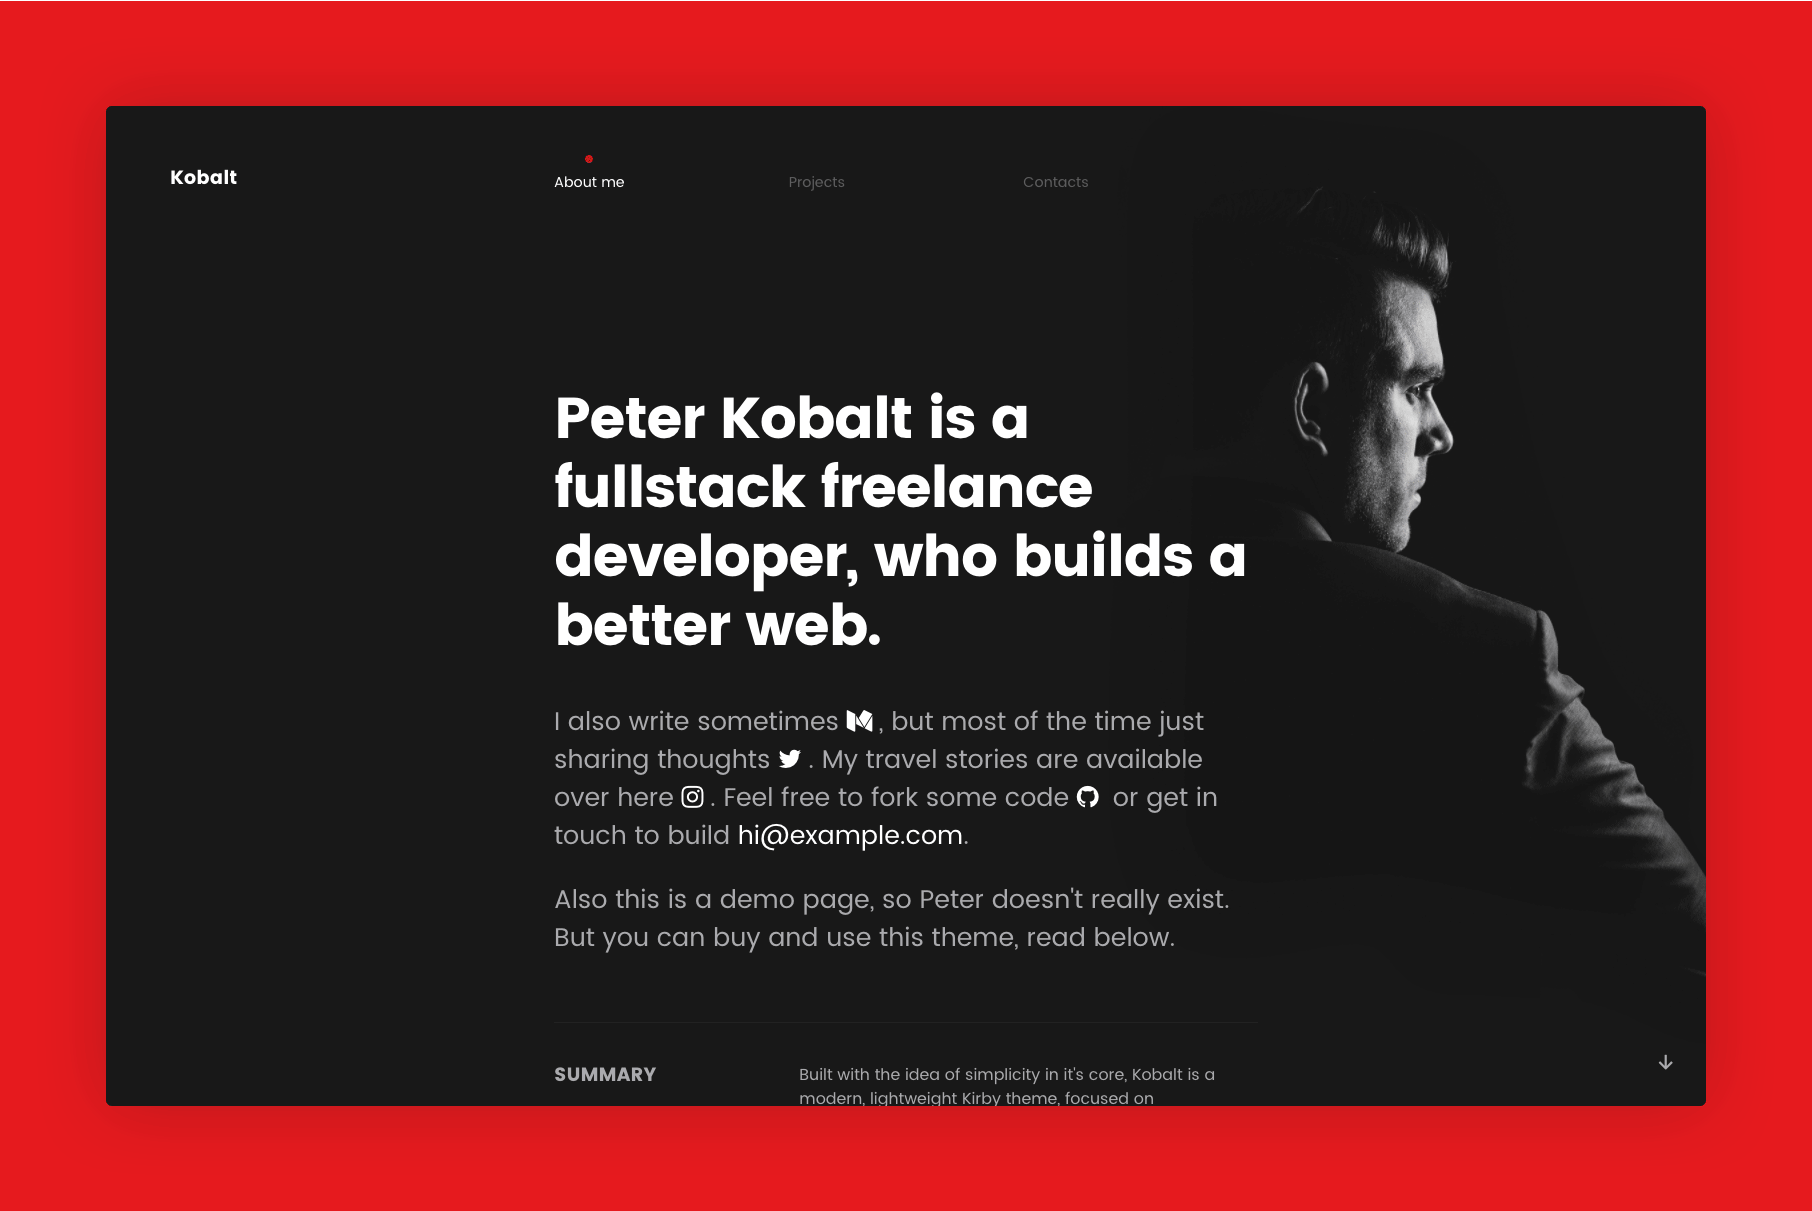 Kobalt
About me
Projects
Contacts
Peter Kobalt is a
fullstack freelance
developer, who builds a
better web.
I also write sometimes , but most of the time just
sharing thoughts . My travel stories are available
over here . Feel free to fork some code or get in
touch to build hi@example.com.
Also this is a demo page, so Peter doesn't really exist.
But you can buy and use this theme, read below.
SUMMARY
Built with the idea of simplicity in it's core, Kobalt is a
modern, lightweight Kirby theme, focused on